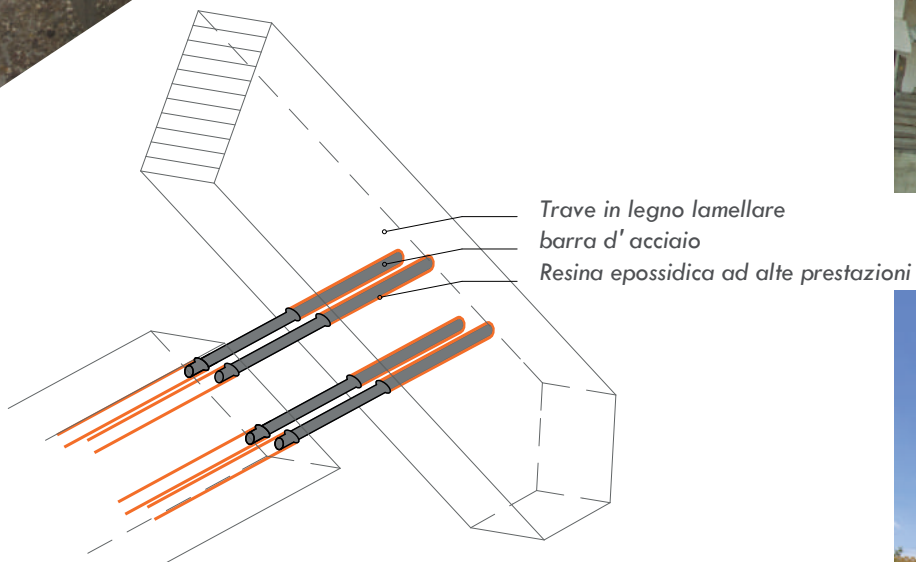 Trave in legno lamellare
barra d' acciaio
Resina epossidica ad alte prestazioni